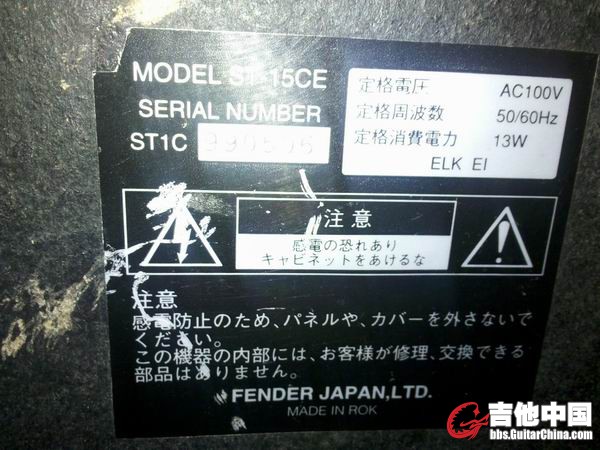 MODEL ST-15CE
SERIAL NUMBER
ST1C 990506
定格電圧 AC100V
定格周波数 50/60Hz
定格消費電力 13W
ELK EI
注意
感電の恐れあり
キャビネットをあけるな
注意
感電防止のため、パネルや、カバーを外さないで
ください。
この機器の内部には、お客様が修理、交換できる
部品はありません。
FENDER JAPAN,LTD.
MADE IN ROK
吉他中国
bbs.GuitarChina.com